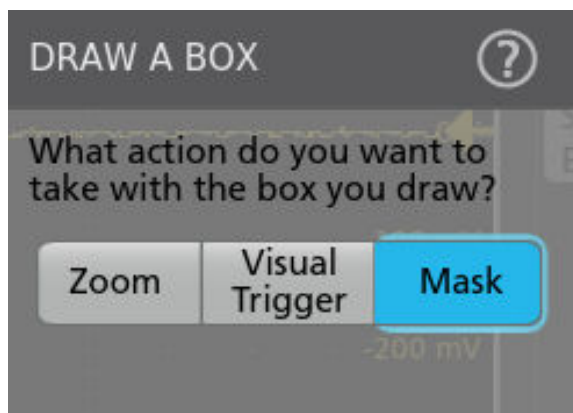 DRAW A BOX
?
What action do you want to
take with the box you draw?
Zoom
Visual
Trigger
Mask
-200 mV